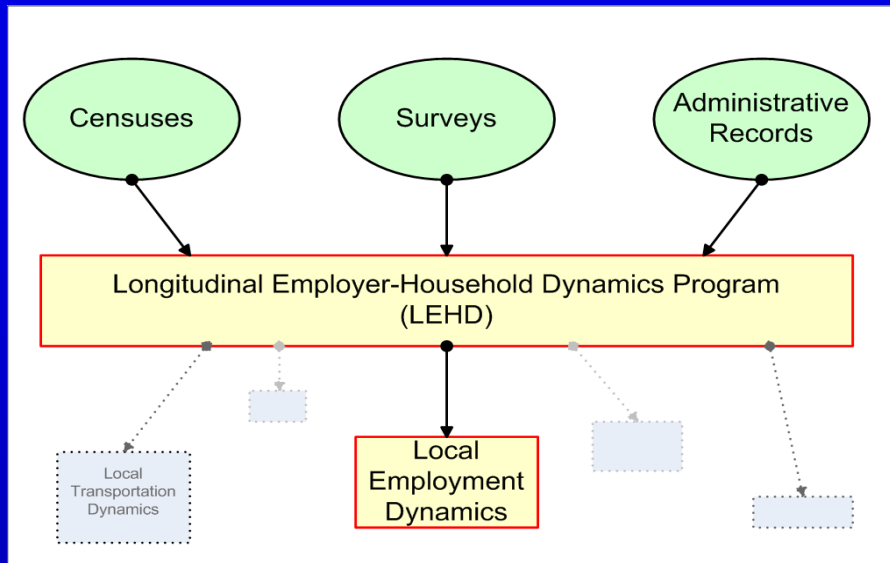 Censuses
Surveys
Administrative
Records
Longitudinal Employer-Household Dynamics Program
(LEHD)
Local
Transportation
Dynamics
Local
Employment
Dynamics